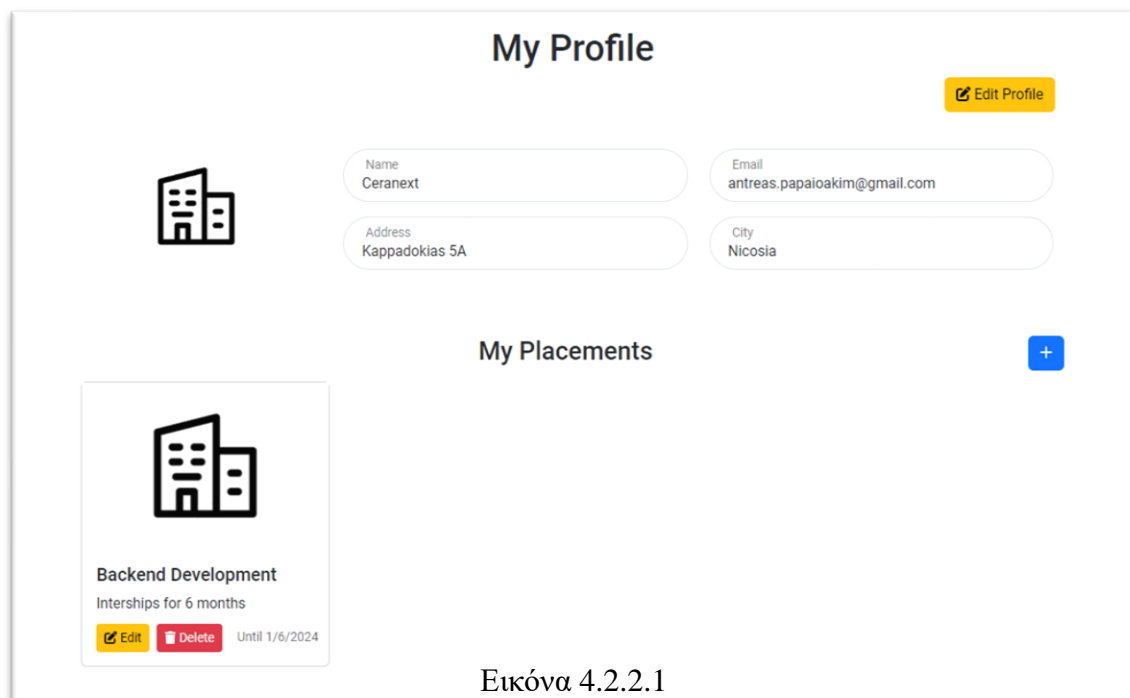 My Profile
Edit Profile
Name
Ceranext
Email
antreas.papaioakim@gmail.com
Address
Kappadokias 5A
City
Nicosia
My Placements
+
Backend Development
Interships for 6 months
Edit Delete Until 1/6/2024
Εικόνα 4.2.2.1